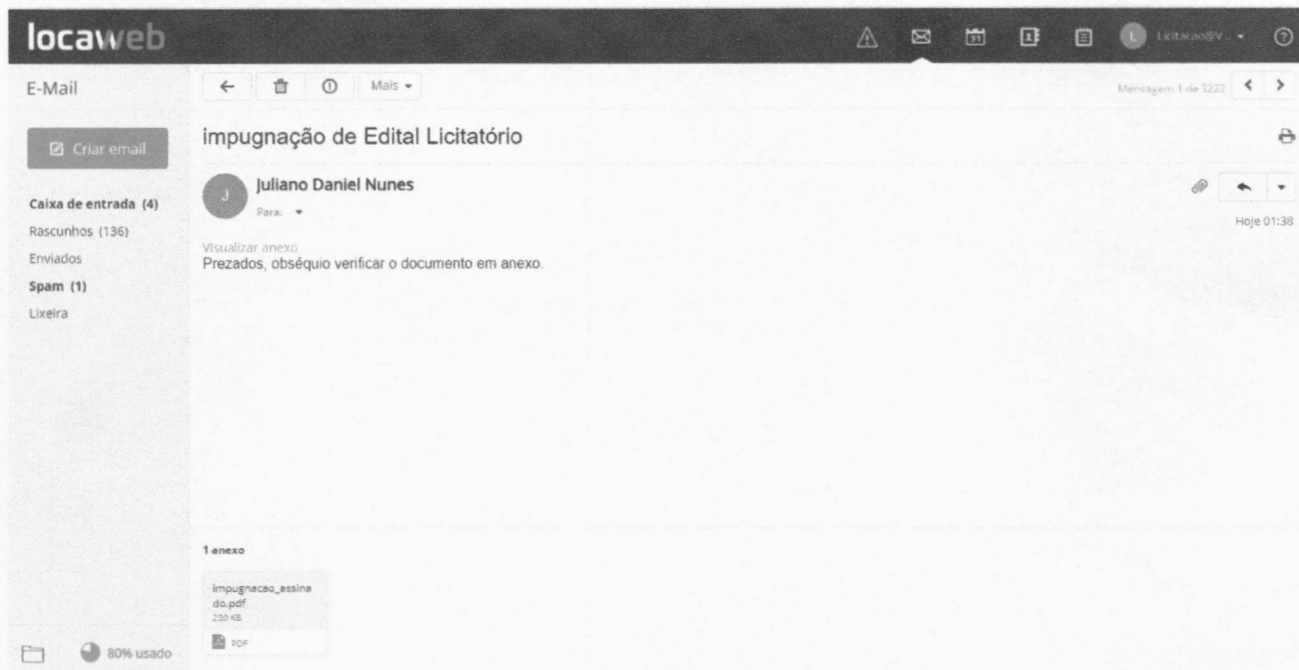 locaweb
31
L
Licitacao@V...
E-Mail
Mais
Mensagem 1 de 3222
Criar email
impugnação de Edital Licitatório
Caixa de entrada (4)
Rascunhos (136)
Enviados
Spam (1)
Lixeira
J
Juliano Daniel Nunes
Para:
Hoje 01:38
Visualizar anexo
Prezados, obséquio verificar o documento em anexo.
1 anexo
impugnacao_assina
do.pdf
230 KB
PDF
80% usado